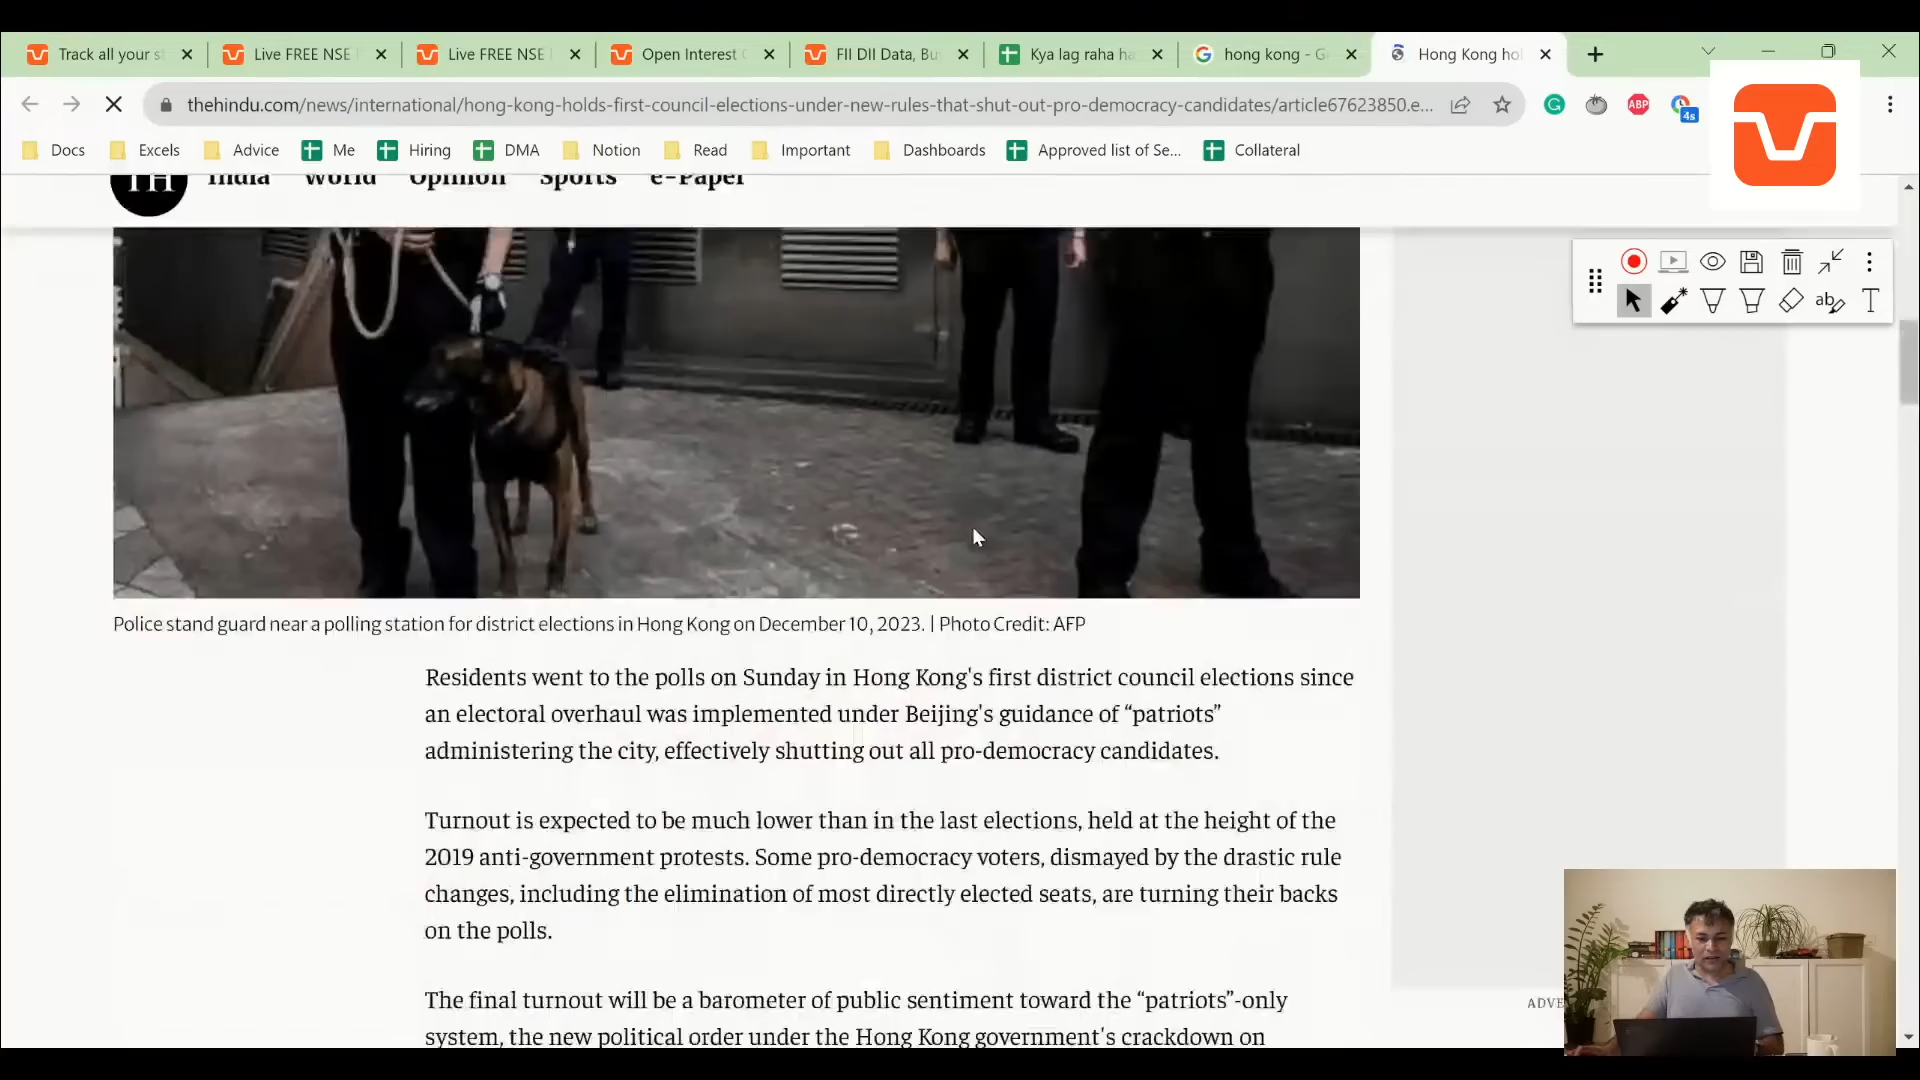 Track all your s
Live FREE NSE
Live FREE NSE
Open Interest
FII DII Data, Bu
Kya lag raha ha
hong kong - G
Hong Kong hol
thehindu.com/news/international/hong-kong-holds-first-council-elections-under-new-rules-that-shut-out-pro-democracy-candidates/article67623850.e...
ABP
4s
Docs
Excels
Advice
Me
Hiring
DMA
Notion
Read
Important
Dashboards
Approved list of Se...
Collateral
TH
India
World
Opinion
Sports
e-Paper
ab
T
Police stand guard near a polling station for district elections in Hong Kong on December 10, 2023. | Photo Credit: AFP
Residents went to the polls on Sunday in Hong Kong's first district council elections since
an electoral overhaul was implemented under Beijing's guidance of “patriots”
administering the city, effectively shutting out all pro-democracy candidates.
Turnout is expected to be much lower than in the last elections, held at the height of the
2019 anti-government protests. Some pro-democracy voters, dismayed by the drastic rule
changes, including the elimination of most directly elected seats, are turning their backs
on the polls.
The final turnout will be a barometer of public sentiment toward the “patriots”-only
ADVE
system, the new political order under the Hong Kong government's crackdown on